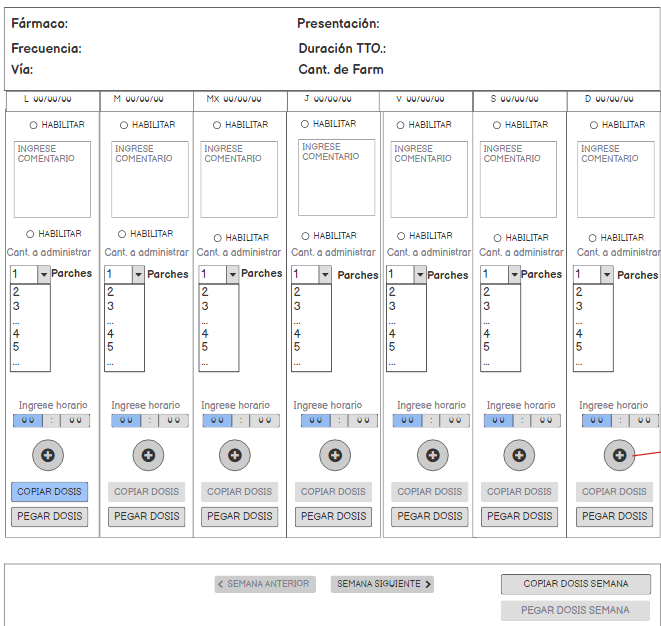 Fármaco: Presentación:
Frecuencia: Duración TTO.:
Vía: Cant. de Farm
L 00/00/00 M 00/00/00 MX 00/00/00 J 00/00/00 V 00/00/00 S 00/00/00 D 00/00/00
HABILITAR HABILITAR HABILITAR HABILITAR HABILITAR HABILITAR HABILITAR
INGRESE INGRESE INGRESE INGRESE INGRESE INGRESE INGRESE
COMENTARIO COMENTARIO COMENTARIO COMENTARIO COMENTARIO COMENTARIO COMENTARIO
HABILITAR HABILITAR HABILITAR HABILITAR HABILITAR HABILITAR HABILITAR
Cant. a administrar Cant. a administrar Cant. a administrar Cant. a administrar Cant. a administrar Cant. a administrar Cant. a administrar
1 Parches 1 Parches 1 Parches 1 Parches 1 Parches 1 Parches 1 Parches
2 2 2 2 2 2 2
3 3 3 3 3 3 3
... ... ... ... ... ... ...
4 4 4 4 4 4 4
5 5 5 5 5 5 5
... ... ... ... ... ... ...
Ingrese horario Ingrese horario Ingrese horario Ingrese horario Ingrese horario Ingrese horario Ingrese horario
00 : 00 00 : 00 00 : 00 00 : 00 00 : 00 00 : 00 00 : 00
COPIAR DOSIS COPIAR DOSIS COPIAR DOSIS COPIAR DOSIS COPIAR DOSIS COPIAR DOSIS COPIAR DOSIS
PEGAR DOSIS PEGAR DOSIS PEGAR DOSIS PEGAR DOSIS PEGAR DOSIS PEGAR DOSIS PEGAR DOSIS
SEMANA ANTERIOR SEMANA SIGUIENTE COPIAR DOSIS SEMANA
PEGAR DOSIS SEMANA